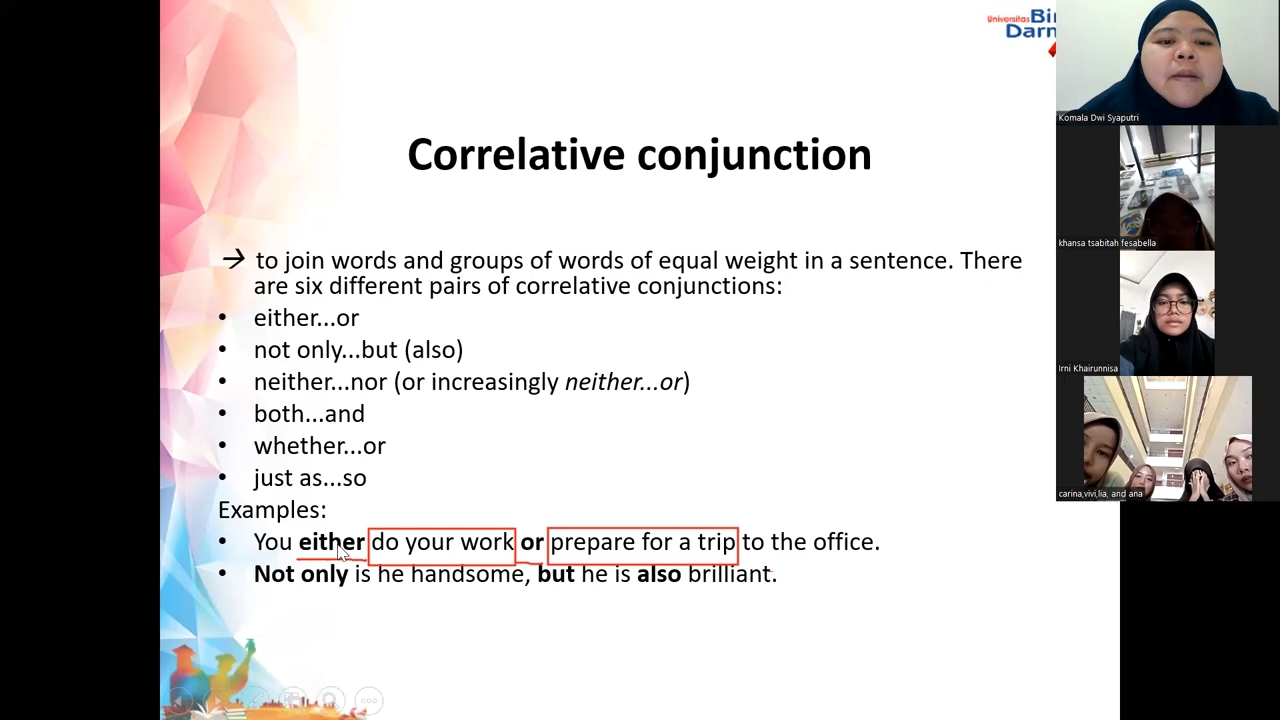 Universitas Bi
Darn
Correlative conjunction
→ to join words and groups of words of equal weight in a sentence. There
are six different pairs of correlative conjunctions:
• either...or
• not only...but (also)
• neither...nor (or increasingly neither...or)
• both...and
• whether...or
• just as...so
Examples:
• You either do your work or prepare for a trip to the office.
• Not only is he handsome, but he is also brilliant.
Komala Dwi Syaputri
khansa tsabitah fesabella
Irni Khairunnisa
carina,vivi,lia, and ana